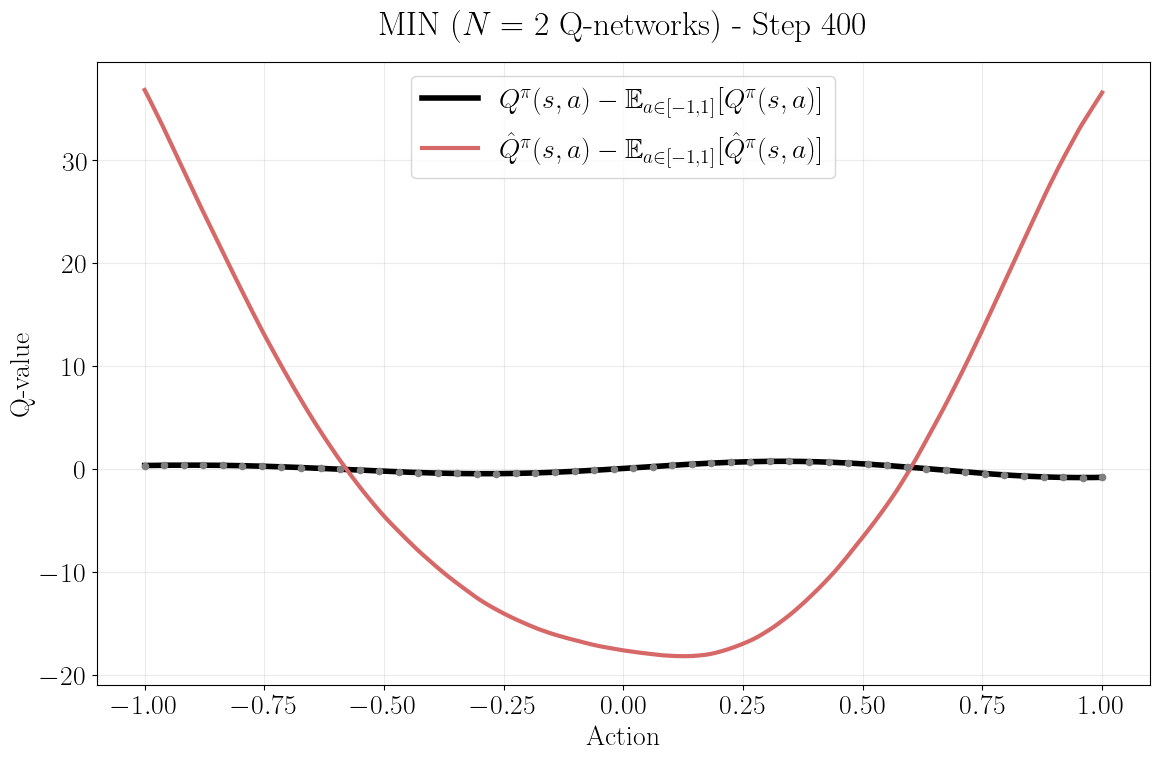 MIN (N = 2 Q-networks) - Step 400
Q^π(s, a) − 𝔼_{a∈[−1,1]}[Q^π(s, a)]
Q̂^π(s, a) − 𝔼_{a∈[−1,1]}[Q̂^π(s, a)]
30
20
10
0
−10
−20
Q-value
−1.00 −0.75 −0.50 −0.25 0.00 0.25 0.50 0.75 1.00
Action